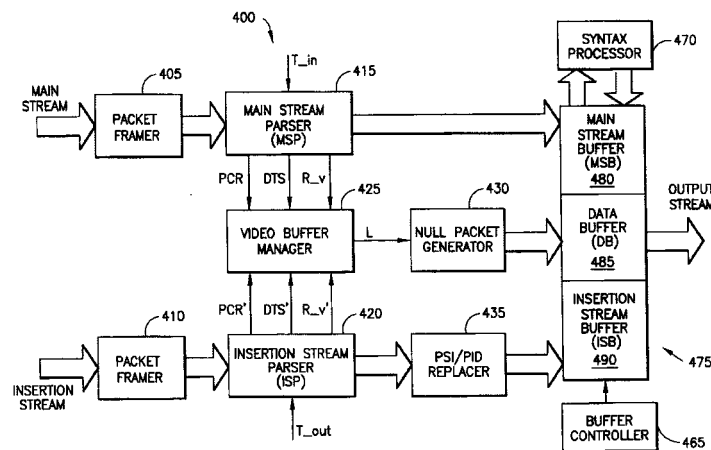 400
T_in
SYNTAX
PROCESSOR
470
MAIN
STREAM
405
PACKET
FRAMER
415
MAIN STREAM
PARSER
(MSP)
MAIN
STREAM
BUFFER
(MSB)
480
PCR
DTS
R_v
425
VIDEO BUFFER
MANAGER
L
430
NULL PACKET
GENERATOR
DATA
BUFFER
(DB)
485
OUTPUT
STREAM
PCR'
DTS'
R_v'
410
PACKET
FRAMER
INSERTION
STREAM
420
INSERTION STREAM
PARSER
(ISP)
435
PSI/PID
REPLACER
INSERTION
STREAM
BUFFER
(ISB)
490
475
T_out
BUFFER
CONTROLLER
465